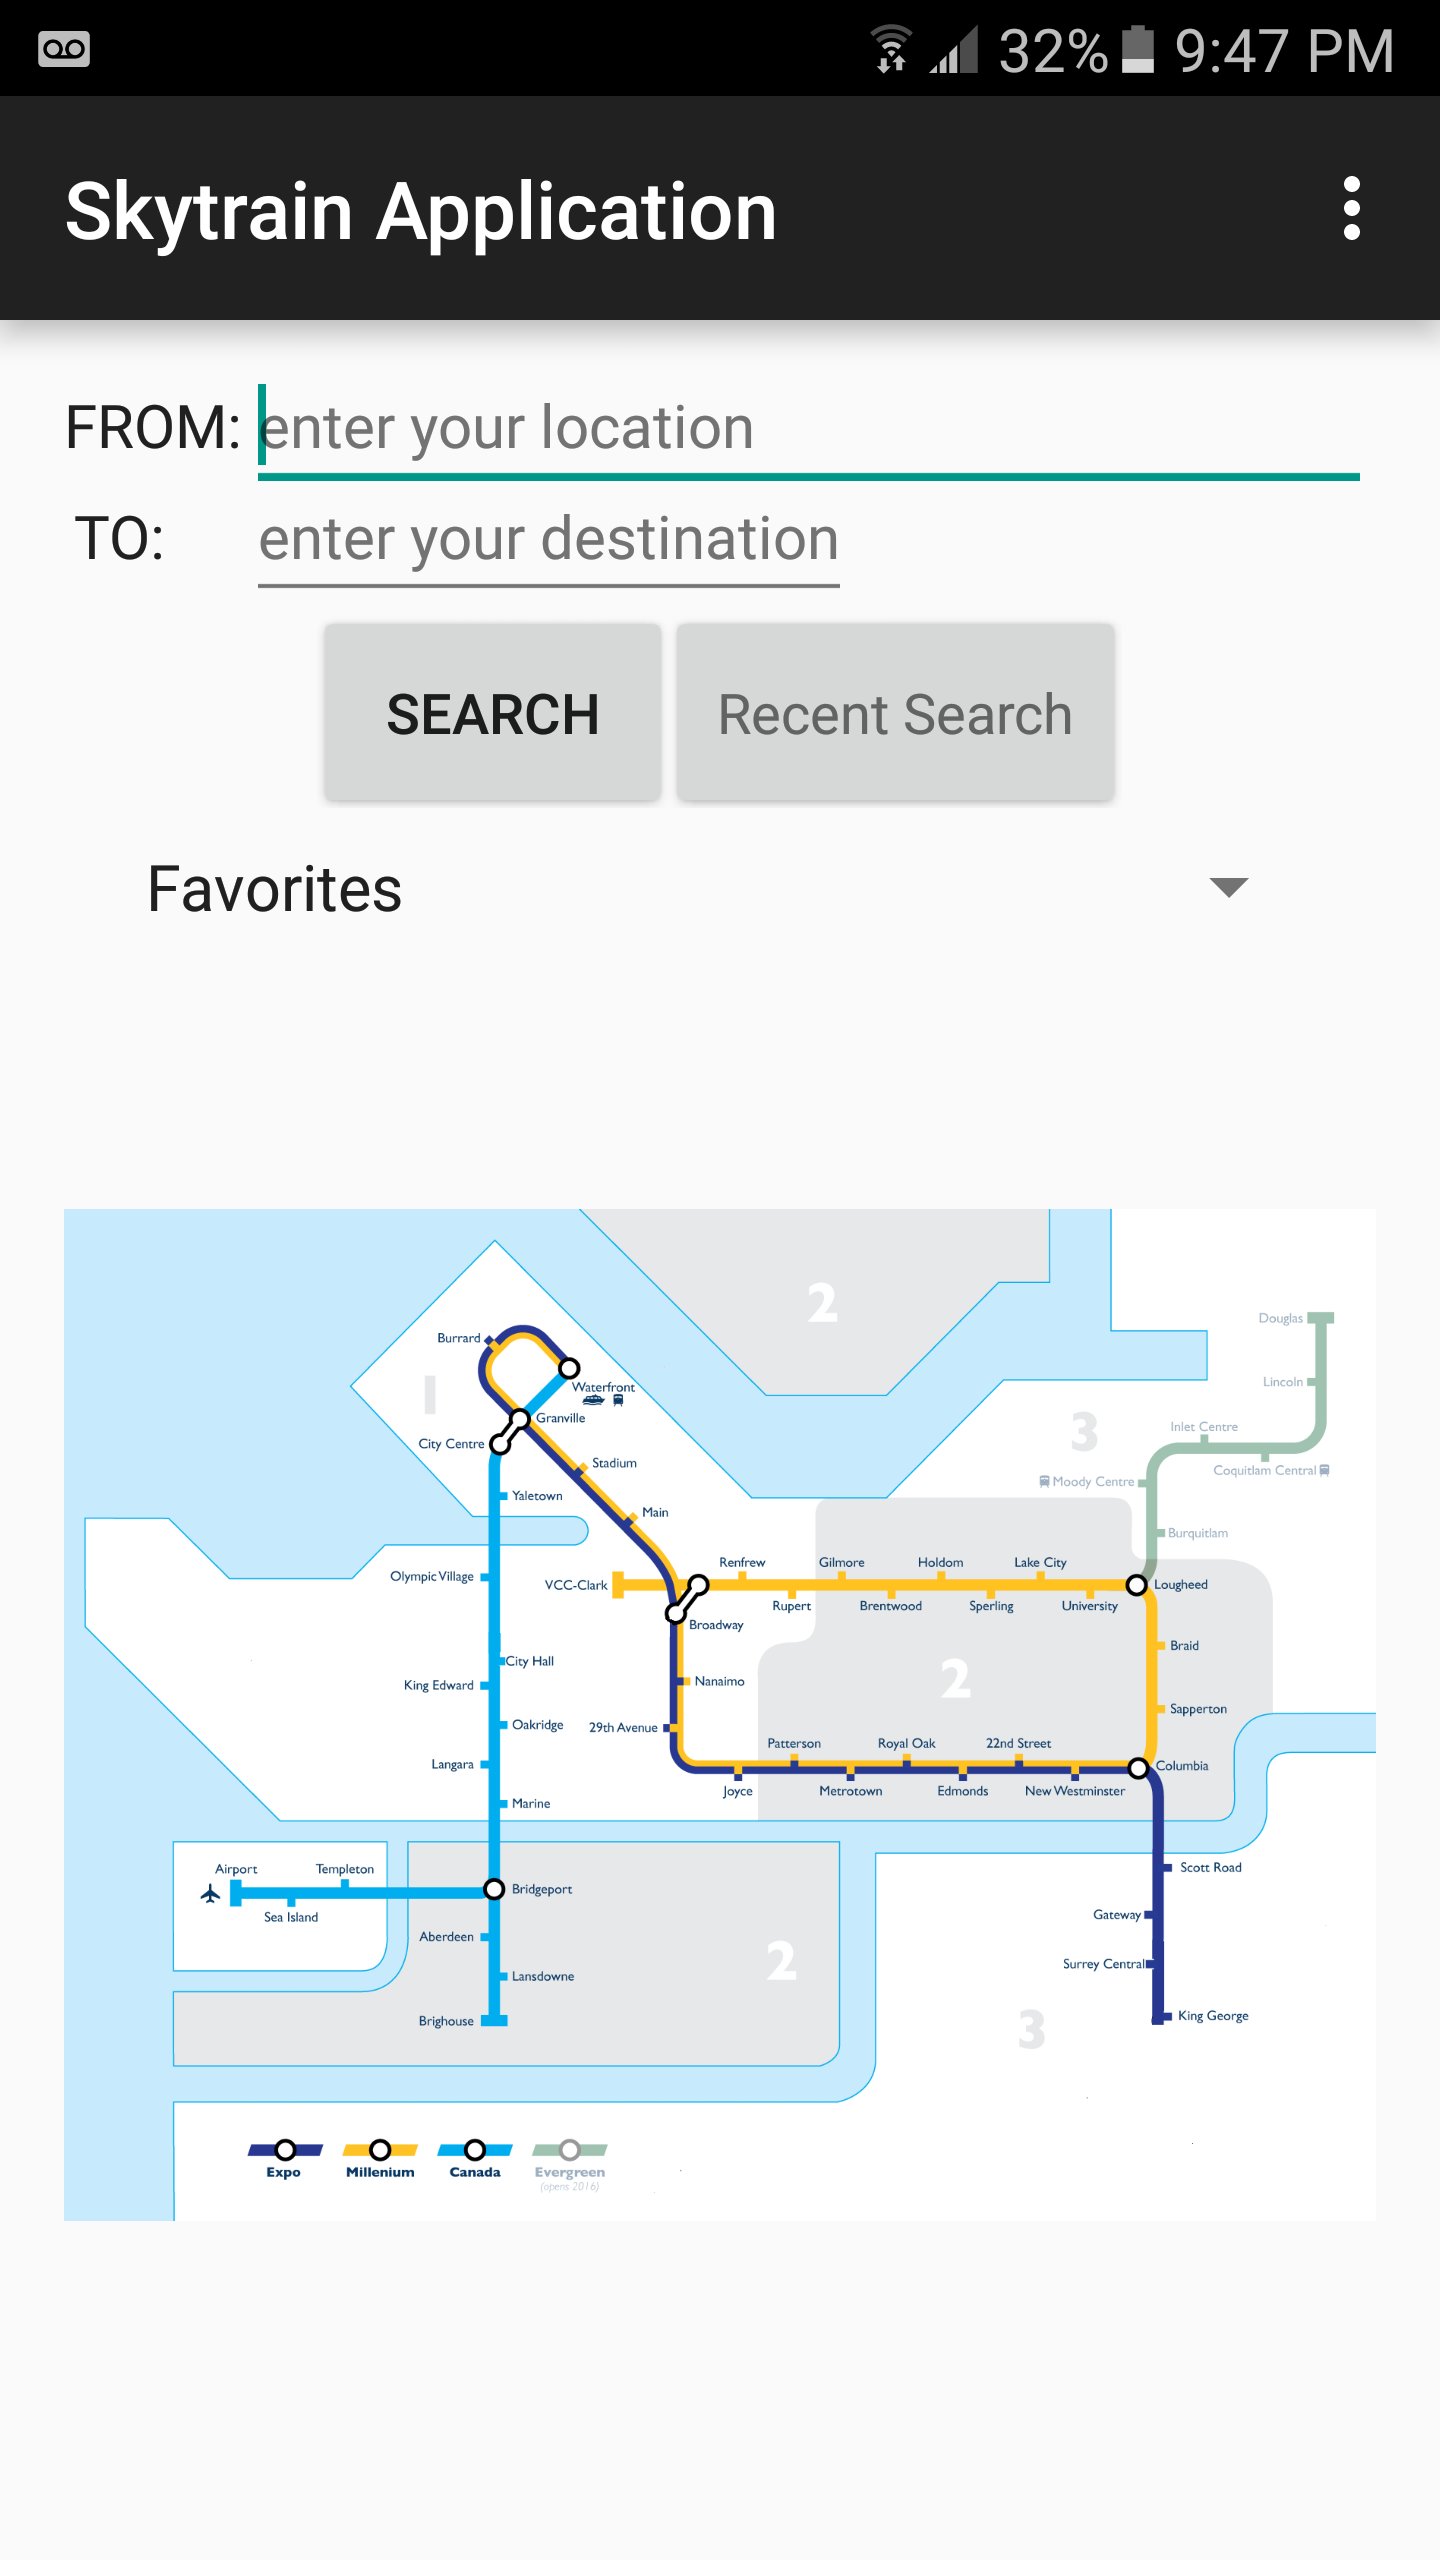 32% 9:47 PM
Skytrain Application
FROM: enter your location
TO: enter your destination
SEARCH Recent Search
Favorites
2
Douglas
Burrard
Lincoln
Waterfront
1
Granville
Inlet Centre
3
City Centre
Stadium
Coquitlam Central
Moody Centre
Yaletown
Main
Burquitlam
Renfrew Gilmore Holdom Lake City
Olympic Village
VCC-Clark
Lougheed
Rupert Brentwood Sperling University
Broadway
Braid
City Hall
2
King Edward
Nanaimo
Sapperton
Oakridge 29th Avenue
Patterson Royal Oak 22nd Street
Langara
Columbia
Joyce Metrotown Edmonds New Westminster
Marine
Airport Templeton
Scott Road
Bridgeport
Sea Island
Gateway
Aberdeen
2
Surrey Central
Lansdowne
King George
Brighouse
3
Expo Millenium Canada Evergreen
(opens 2016)